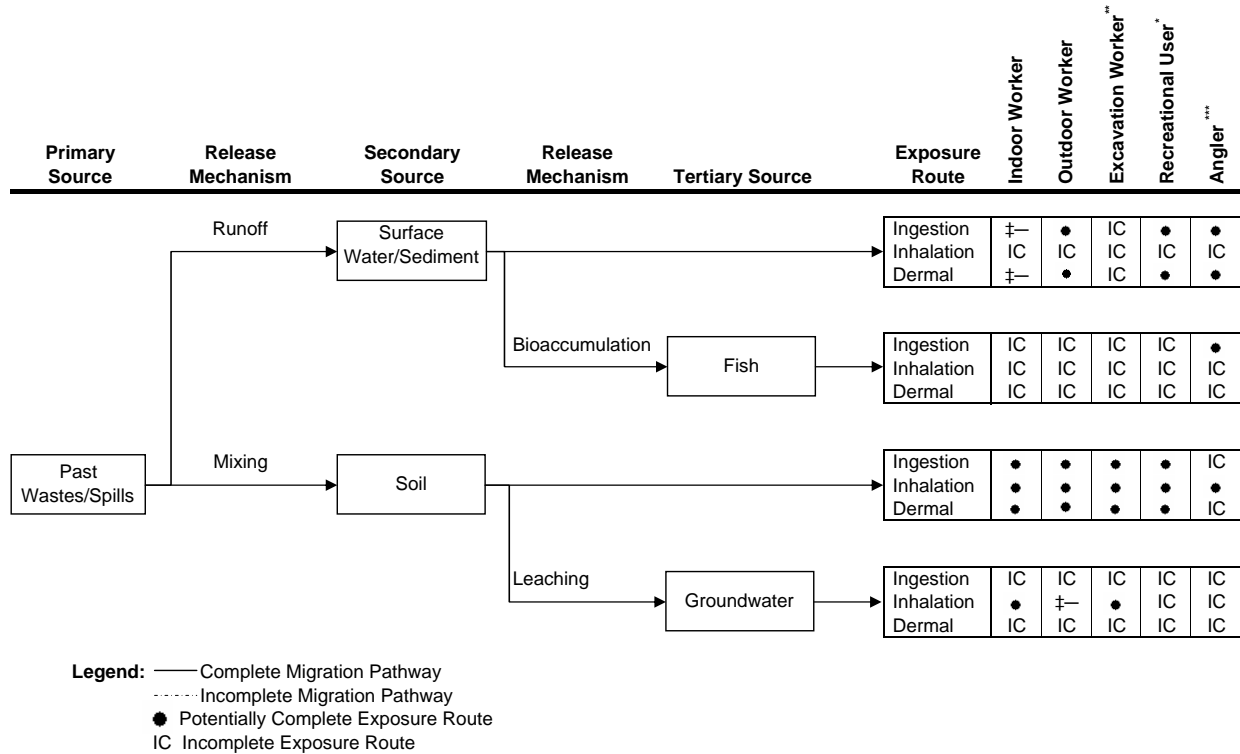 Indoor Worker
Outdoor Worker
Excavation Worker**
Recreational User*
Angler ***
Primary Source
Release Mechanism
Secondary Source
Release Mechanism
Tertiary Source
Exposure Route
Runoff
Surface
Water/Sediment
Ingestion ‡— ● IC ● ●
Inhalation IC IC IC IC IC
Dermal ‡— ● IC ● ●
Bioaccumulation
Fish
Ingestion IC IC IC IC ●
Inhalation IC IC IC IC IC
Dermal IC IC IC IC IC
Past
Wastes/Spills
Mixing
Soil
Ingestion ● ● ● ● IC
Inhalation ● ● ● ● ●
Dermal ● ● ● ● IC
Leaching
Groundwater
Ingestion IC IC IC IC IC
Inhalation ● ‡— ● IC IC
Dermal IC IC IC IC IC
Legend: Complete Migration Pathway
Incomplete Migration Pathway
● Potentially Complete Exposure Route
IC Incomplete Exposure Route